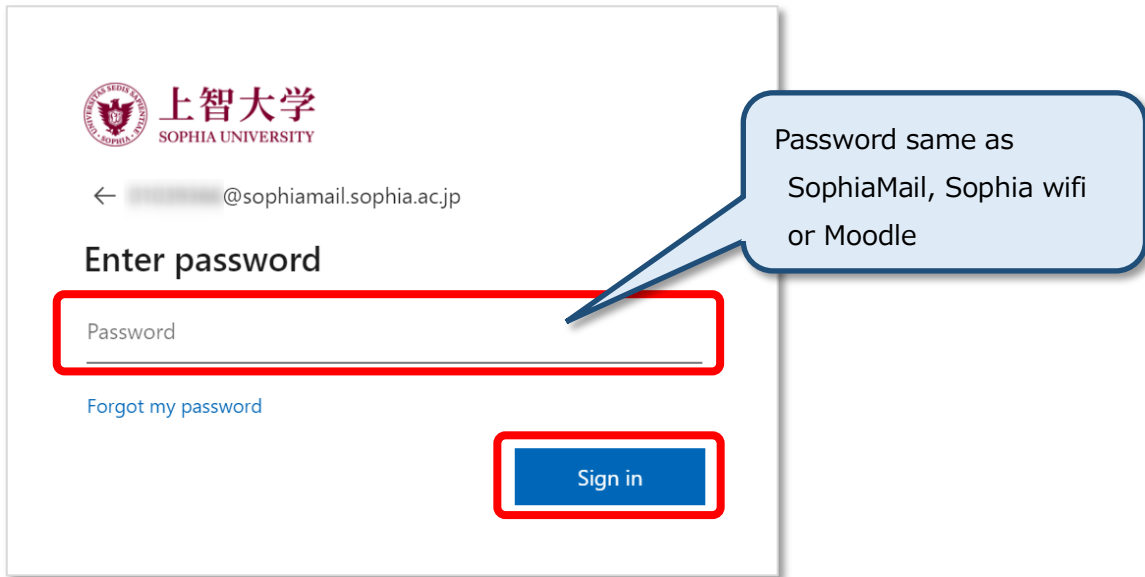 上智大学
SOPHIA UNIVERSITY
← @sophiamail.sophia.ac.jp
Enter password
Password
Forgot my password
Sign in
Password same as
SophiaMail, Sophia wifi
or Moodle